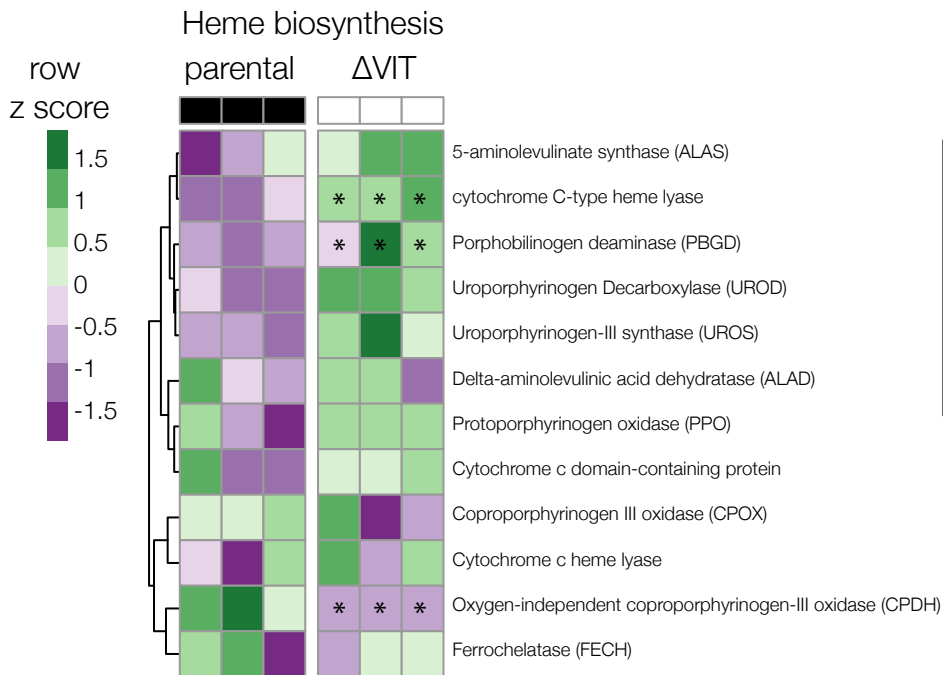 Heme biosynthesis
row parental ΔVIT
z score
1.5
1
0.5
0
-0.5
-1
-1.5
5-aminolevulinate synthase (ALAS)
* * * cytochrome C-type heme lyase
* * * Porphobilinogen deaminase (PBGD)
Uroporphyrinogen Decarboxylase (UROD)
Uroporphyrinogen-III synthase (UROS)
Delta-aminolevulinic acid dehydratase (ALAD)
Protoporphyrinogen oxidase (PPO)
Cytochrome c domain-containing protein
Coproporphyrinogen III oxidase (CPOX)
Cytochrome c heme lyase
* * * Oxygen-independent coproporphyrinogen-III oxidase (CPDH)
Ferrochelatase (FECH)